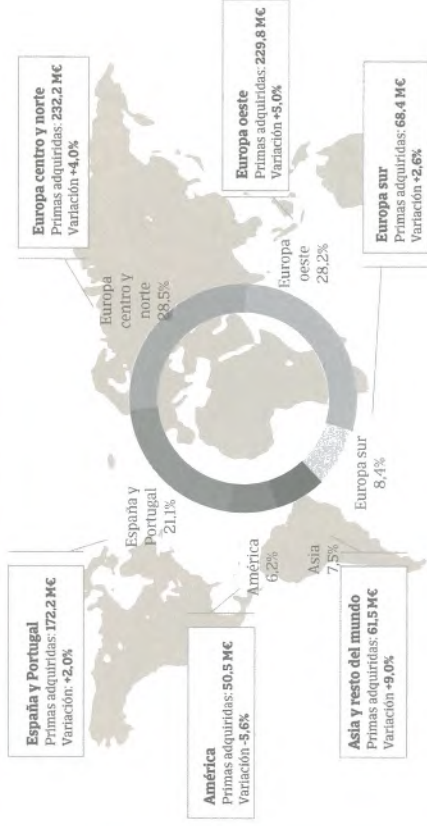 España y Portugal
Primas adquiridas: 172,2 M€
Variación: +2,0%
Europa centro y norte
Primas adquiridas: 232,2 M€
Variación +4,0%
América
Primas adquiridas: 50,5 M€
Variación -5,6%
Europa oeste
Primas adquiridas: 229,8 M€
Variación +5,0%
Asia y resto del mundo
Primas adquiridas: 61,5 M€
Variación +9,0%
Europa sur
Primas adquiridas: 68,4 M€
Variación +2,6%
España y
Portugal
21,1%
Europa
centro y
norte
28,5%
América
6,2%
Asia
7,5%
Europa sur
8,4%
Europa
oeste
28,2%